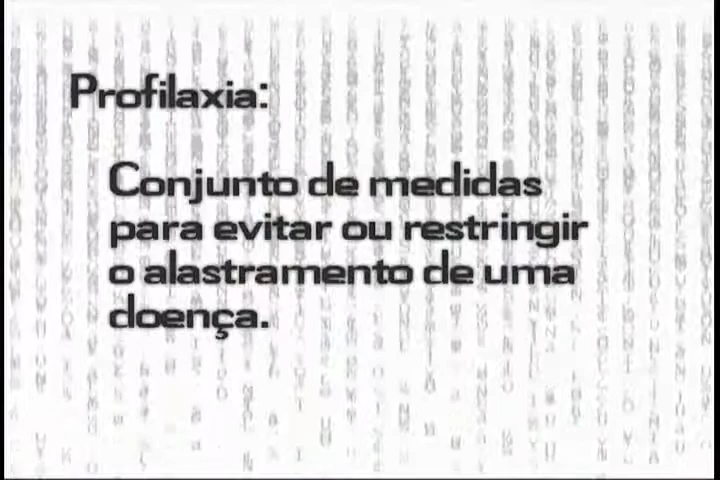 Profilaxia:
Conjunto de medidas
para evitar ou restringir
o alastramento de uma
doença.